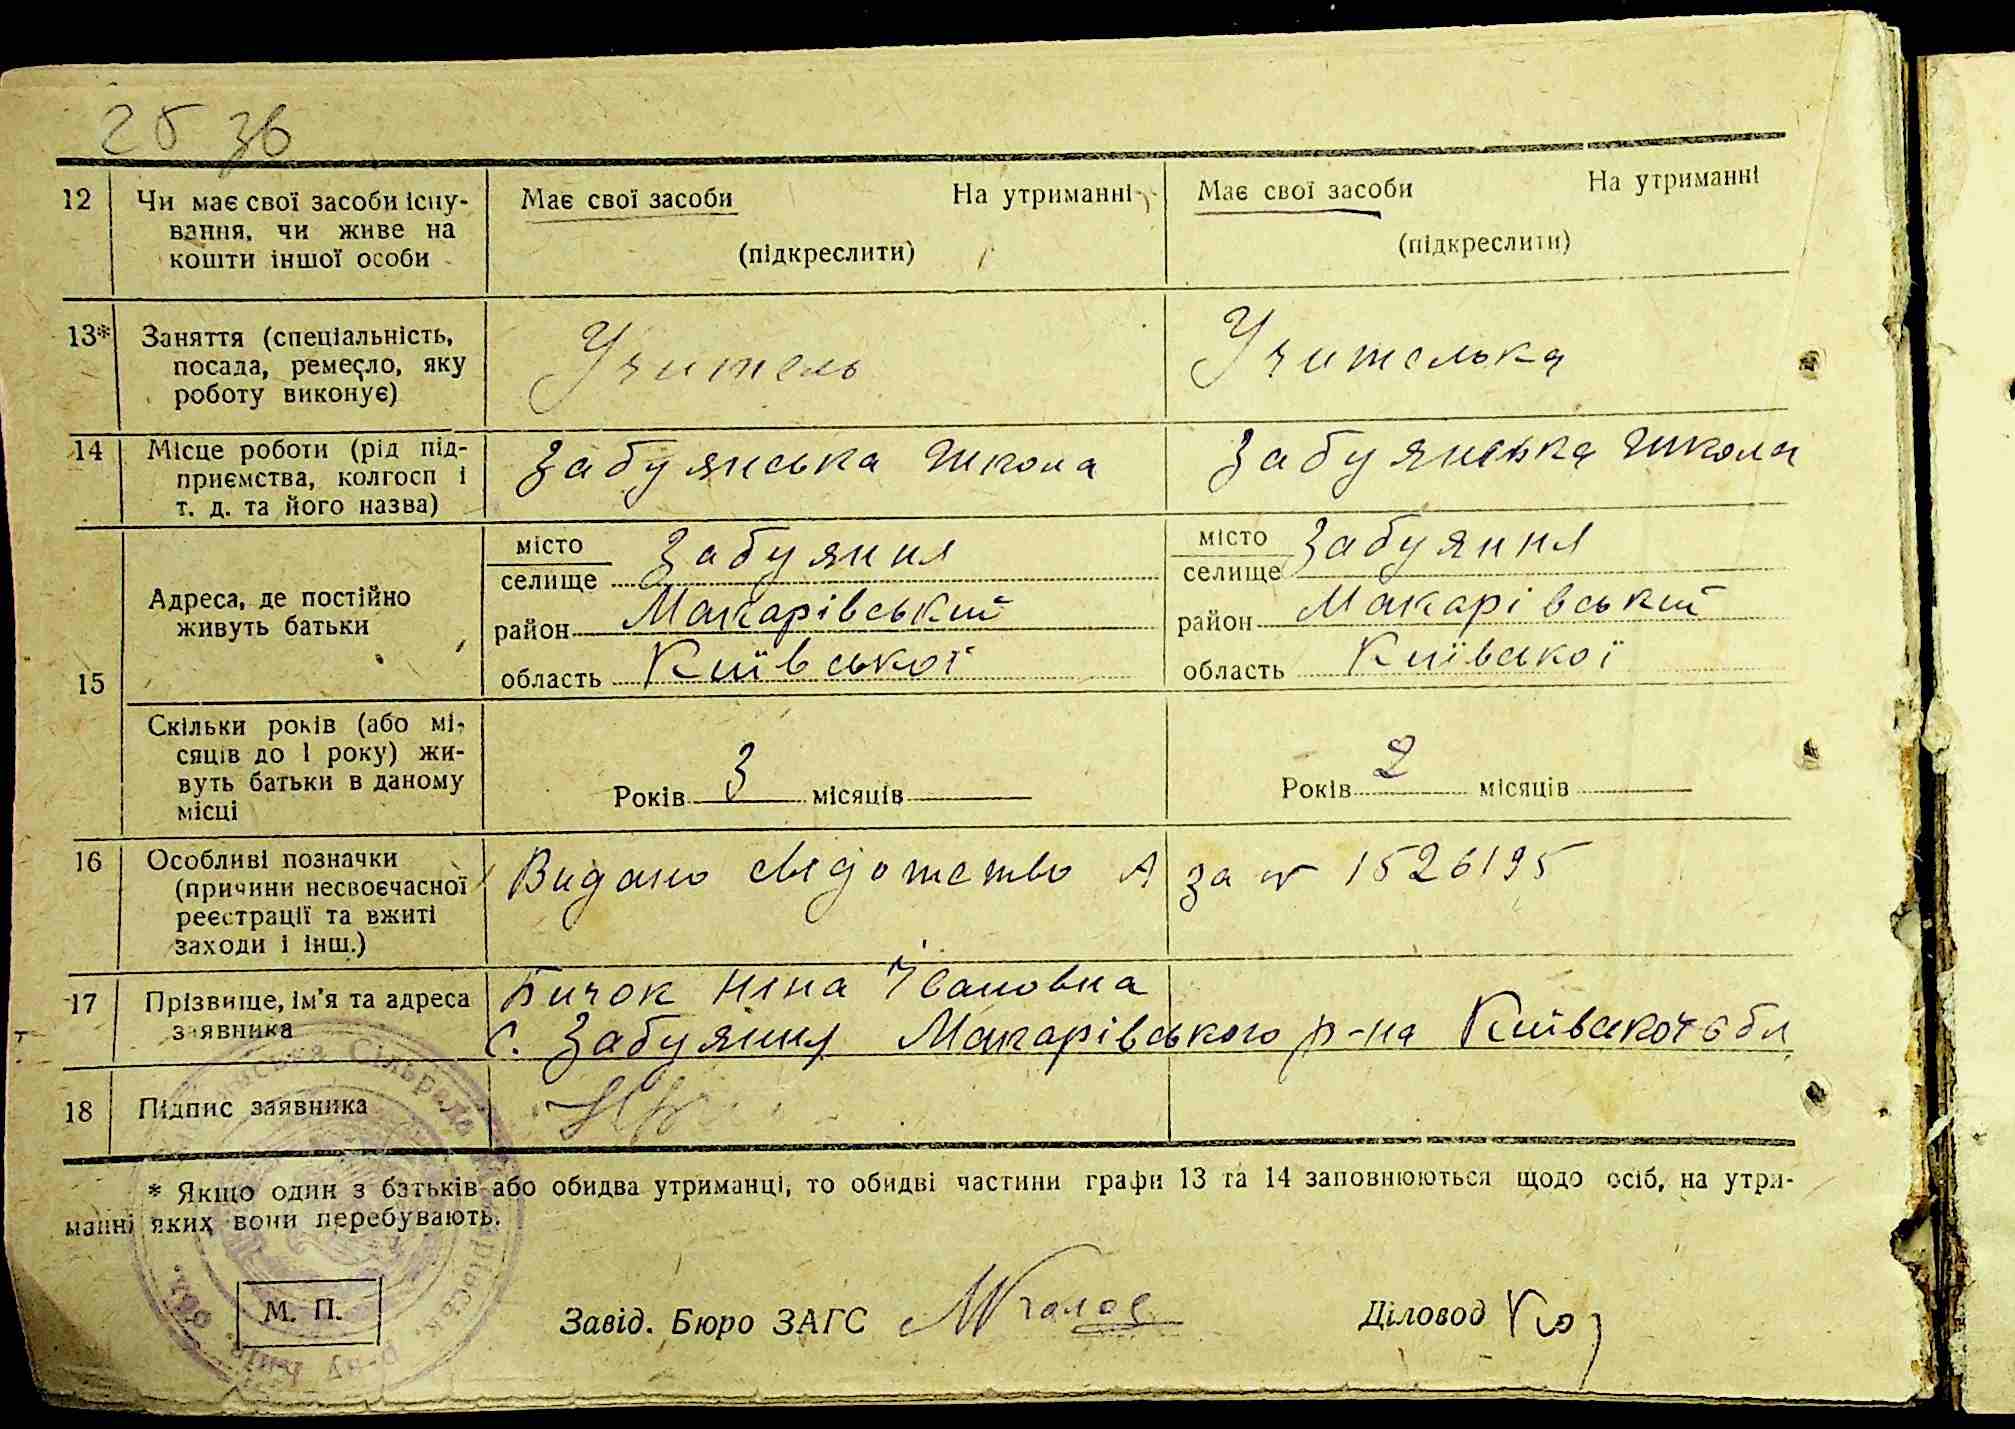 2б зв
12 Чи має свої засоби існу- Має свої засоби На утриманні Має свої засоби На утриманні
вання, чи живе на
кошти іншої особи (підкреслити) (підкреслити)
13* Заняття (спеціальність,
посада, ремесло, яку Учитель Учителька
роботу виконує)
14 Місце роботи (рід під-
приємства, колгосп і Забуянська школа Забуянська школа
т. д. та його назва)
місто Забуяння місто Забуяння
селище селище
15 Адреса, де постійно
живуть батьки район Макарівський район Макарівський
область Київської область Київської
Скільки років (або мі-
сяців до 1 року) жи-
вуть батьки в даному Років 3 місяців Років 2 місяців
місці
16 Особливі позначки
(причини несвоєчасної Видано свідотство А за № 1526195
реєстрації та вжиті
заходи і інш.)
17 Прізвище, ім'я та адреса Бичок Ніна Івановна
заявника с. Забуяння Макарівського р-на Київської обл
18 Підпис заявника
* Якщо один з батьків або обидва утриманці, то обидві частини графи 13 та 14 заповнюються щодо осіб, на утри-
манні яких вони перебувають.
М. П. Завід. Бюро ЗАГС Діловод
Сільрада